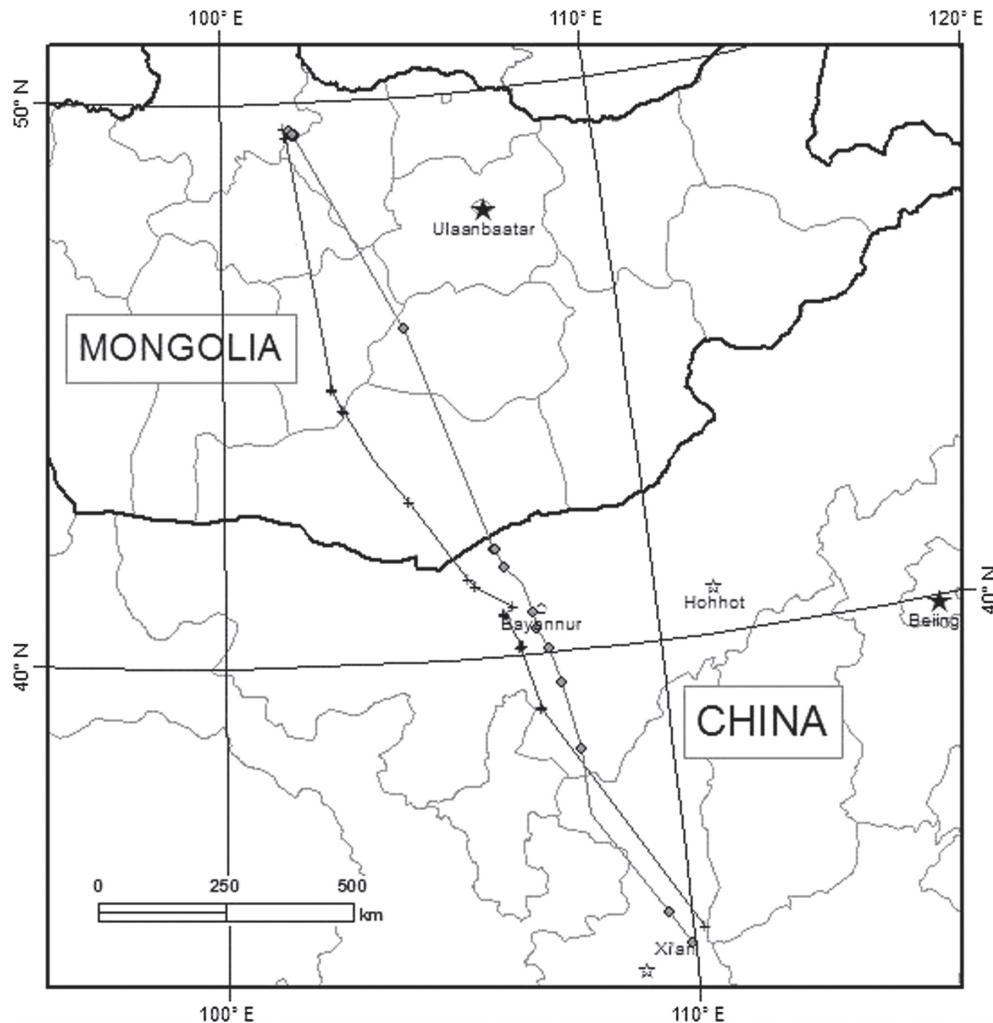 100° E 110° E 120° E
50° N
Ulaanbaatar
MONGOLIA
40° N
Hohhot
Beijing
Bayannur
40° N
CHINA
0 250 500
km
Xi'an
100° E 110° E